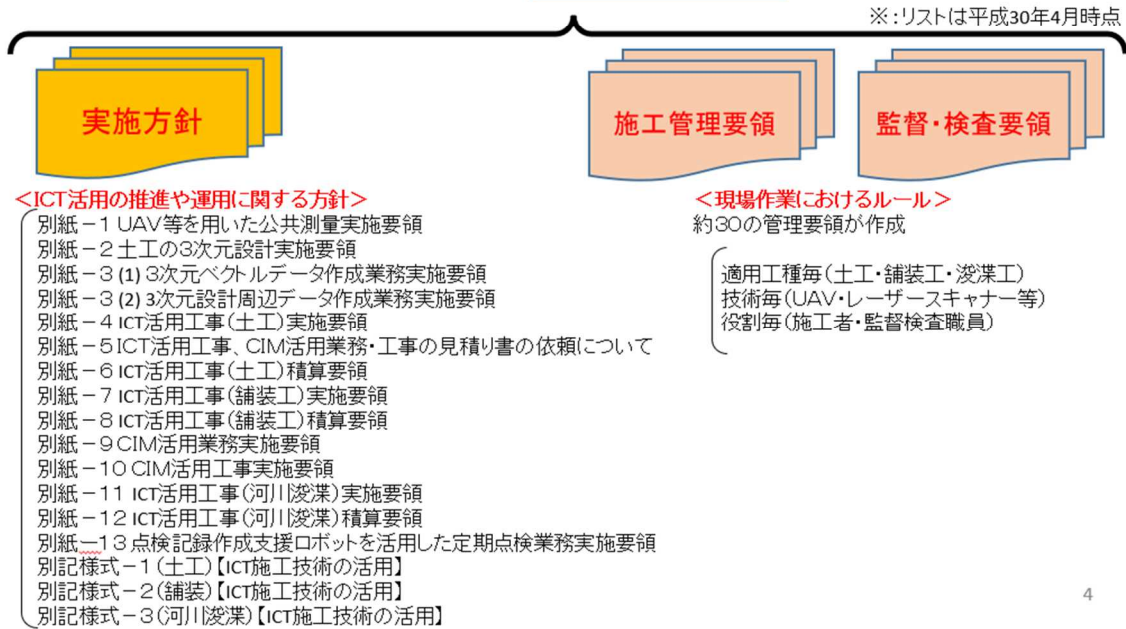 ※:リストは平成30年4月時点
実施方針
施工管理要領
監督・検査要領
＜ICT活用の推進や運用に関する方針＞
別紙－1 UAV等を用いた公共測量実施要領
別紙－2 土工の3次元設計実施要領
別紙－3 (1) 3次元ベクトルデータ作成業務実施要領
別紙－3 (2) 3次元設計周辺データ作成業務実施要領
別紙－4 ICT活用工事(土工)実施要領
別紙－5 ICT活用工事、CIM活用業務・工事の見積り書の依頼について
別紙－6 ICT活用工事(土工)積算要領
別紙－7 ICT活用工事(舗装工)実施要領
別紙－8 ICT活用工事(舗装工)積算要領
別紙－9 CIM活用業務実施要領
別紙－10 CIM活用工事実施要領
別紙－11 ICT活用工事(河川浚渫)実施要領
別紙－12 ICT活用工事(河川浚渫)積算要領
別紙―13 点検記録作成支援ロボットを活用した定期点検業務実施要領
別記様式－1(土工)【ICT施工技術の活用】
別記様式－2(舗装)【ICT施工技術の活用】
別記様式－3(河川浚渫)【ICT施工技術の活用】
＜現場作業におけるルール＞
約30の管理要領が作成
適用工種毎(土工・舗装工・浚渫工)
技術毎(UAV・レーザースキャナー等)
役割毎(施工者・監督検査職員)
4